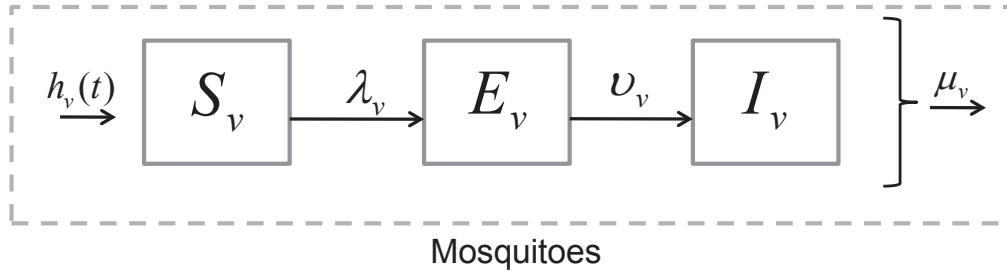 h_v(t) S_v λ_v E_v υ_v I_v μ_v
Mosquitoes